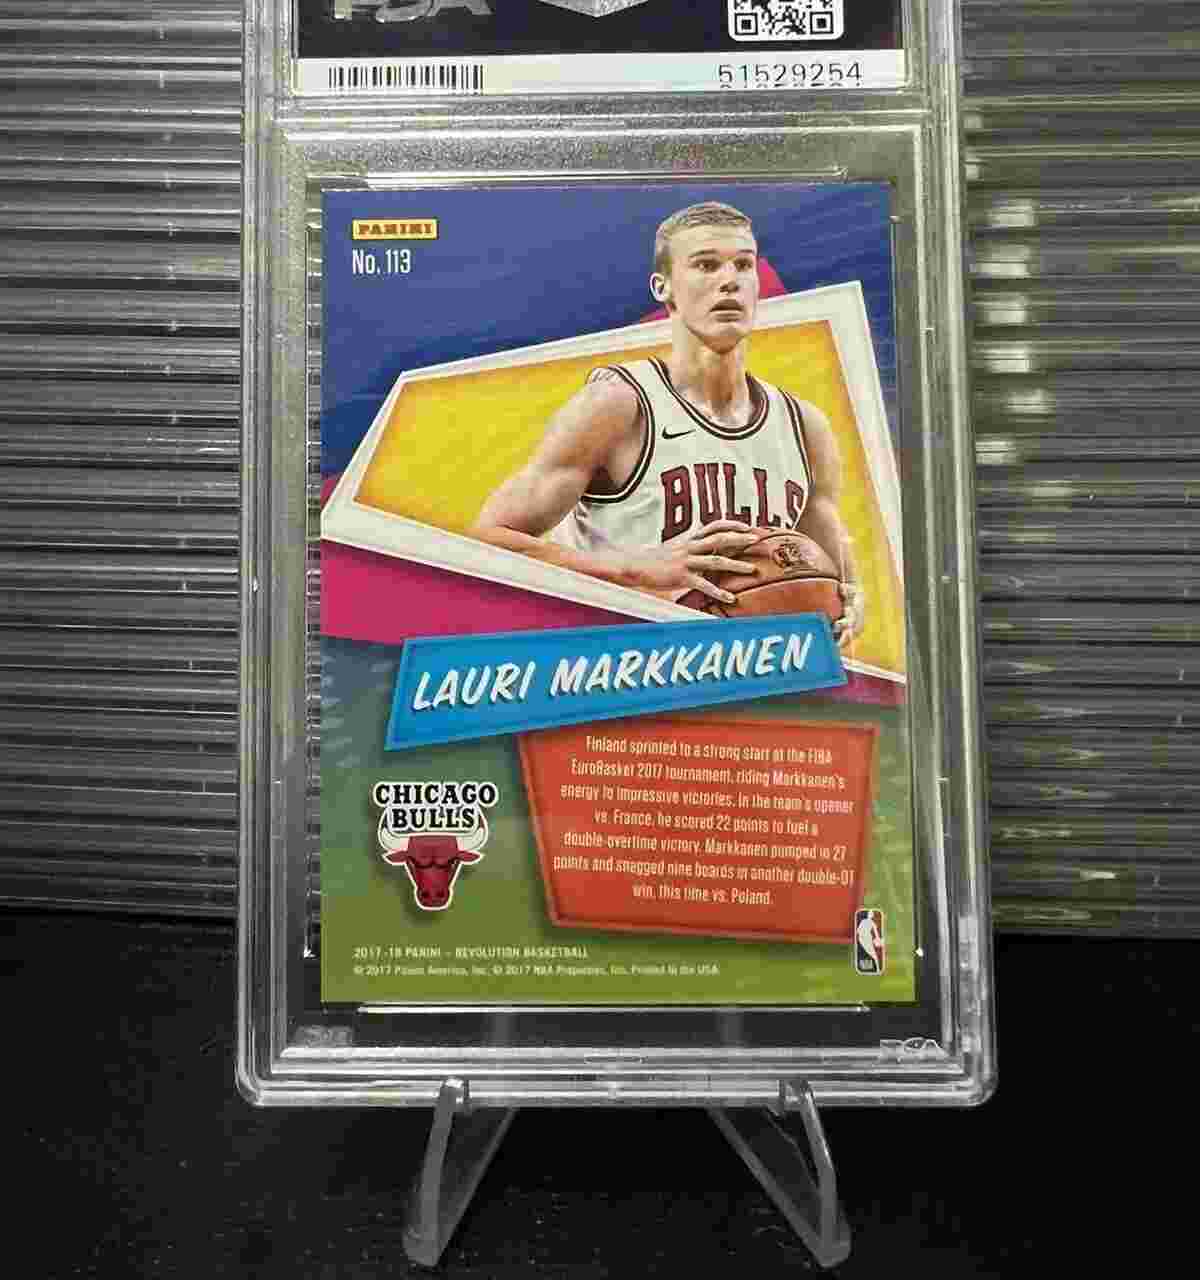 PSA
51529254
PANINI
No. 113
BULLS
LAURI MARKKANEN
Finland sprinted to a strong start at the FIBA
EuroBasket 2017 tournament, riding Markkanen's
energy to impressive victories. In the team's opener
vs. France, he scored 22 points to fuel a
double-overtime victory. Markkanen pumped in 27
points and snagged nine boards in another double-OT
win, this time vs. Poland.
CHICAGO
BULLS
2017-18 PANINI - REVOLUTION BASKETBALL
© 2017 Panini America, Inc. © 2017 NBA Properties, Inc. Printed in the USA
NBA
PSA